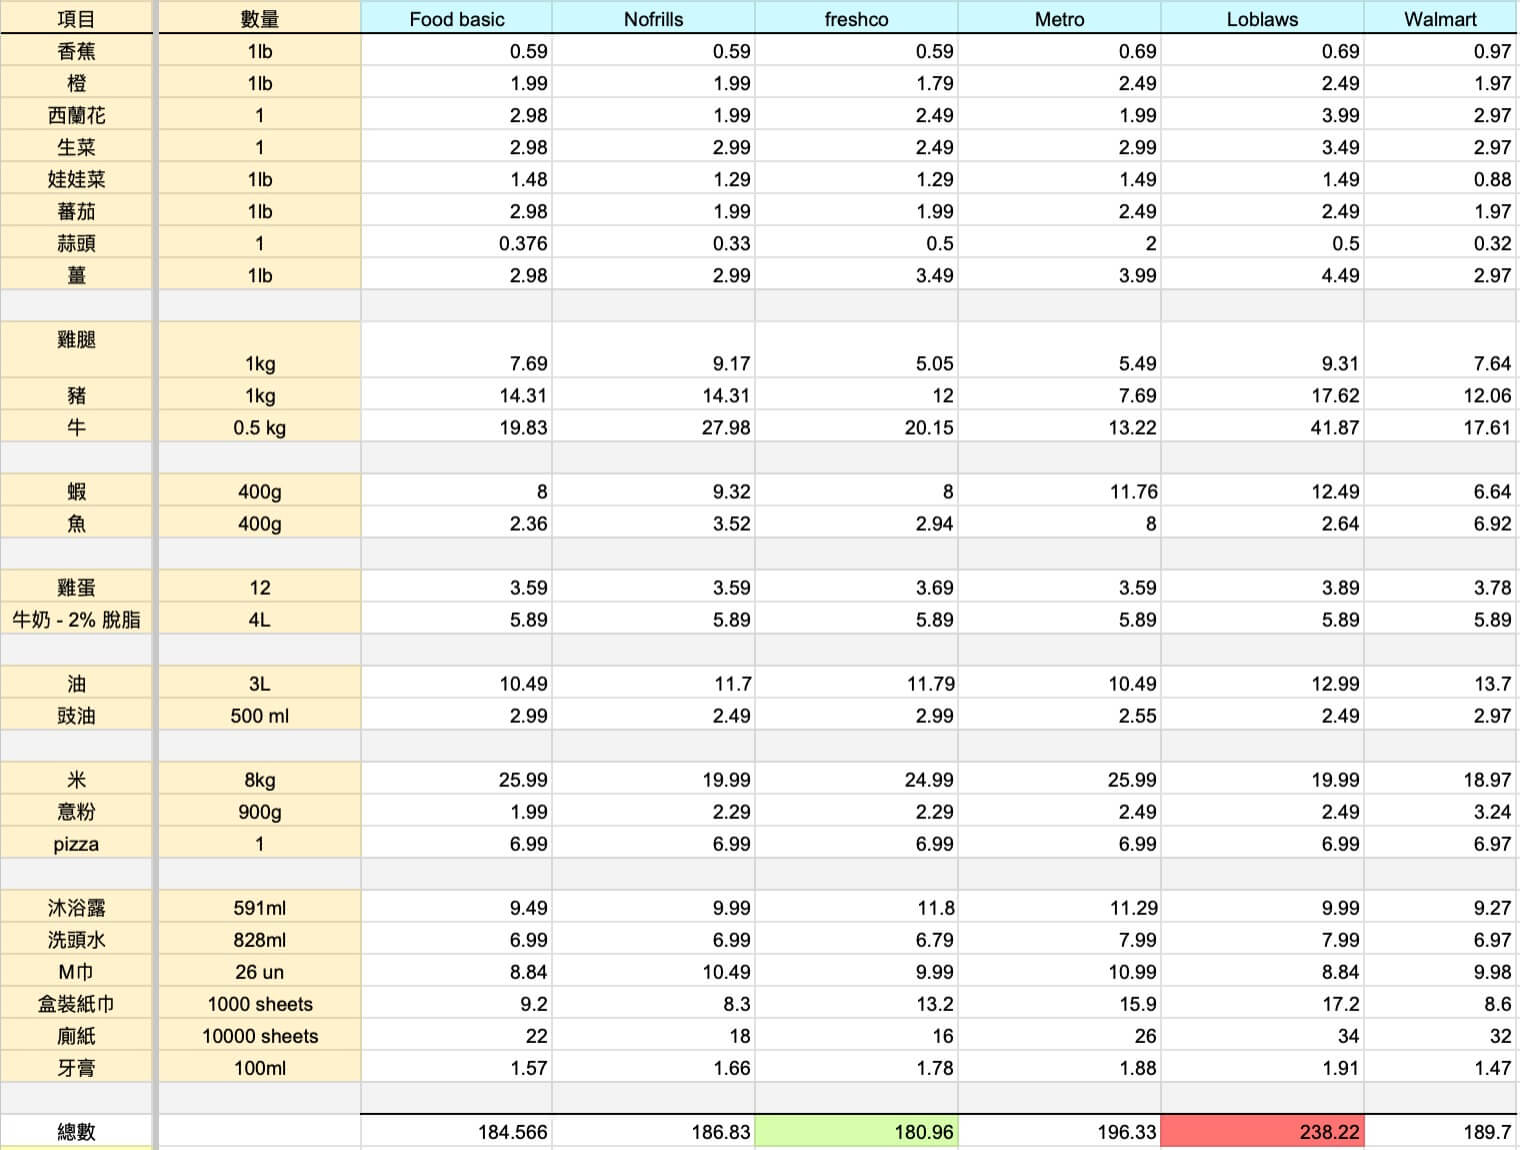 項目 數量 Food basic Nofrills freshco Metro Loblaws Walmart
香蕉 1lb 0.59 0.59 0.59 0.69 0.69 0.97
橙 1lb 1.99 1.99 1.79 2.49 2.49 1.97
西蘭花 1 2.98 1.99 2.49 1.99 3.99 2.97
生菜 1 2.98 2.99 2.49 2.99 3.49 2.97
娃娃菜 1lb 1.48 1.29 1.29 1.49 1.49 0.88
蕃茄 1lb 2.98 1.99 1.99 2.49 2.49 1.97
蒜頭 1 0.376 0.33 0.5 2 0.5 0.32
薑 1lb 2.98 2.99 3.49 3.99 4.49 2.97
雞腿 1kg 7.69 9.17 5.05 5.49 9.31 7.64
豬 1kg 14.31 14.31 12 7.69 17.62 12.06
牛 0.5 kg 19.83 27.98 20.15 13.22 41.87 17.61
蝦 400g 8 9.32 8 11.76 12.49 6.64
魚 400g 2.36 3.52 2.94 8 2.64 6.92
雞蛋 12 3.59 3.59 3.69 3.59 3.89 3.78
牛奶 - 2% 脫脂 4L 5.89 5.89 5.89 5.89 5.89 5.89
油 3L 10.49 11.7 11.79 10.49 12.99 13.7
豉油 500 ml 2.99 2.49 2.99 2.55 2.49 2.97
米 8kg 25.99 19.99 24.99 25.99 19.99 18.97
意粉 900g 1.99 2.29 2.29 2.49 2.49 3.24
pizza 1 6.99 6.99 6.99 6.99 6.99 6.97
沐浴露 591ml 9.49 9.99 11.8 11.29 9.99 9.27
洗頭水 828ml 6.99 6.99 6.79 7.99 7.99 6.97
M巾 26 un 8.84 10.49 9.99 10.99 8.84 9.98
盒裝紙巾 1000 sheets 9.2 8.3 13.2 15.9 17.2 8.6
廁紙 10000 sheets 22 18 16 26 34 32
牙膏 100ml 1.57 1.66 1.78 1.88 1.91 1.47
總數 184.566 186.83 180.96 196.33 238.22 189.7